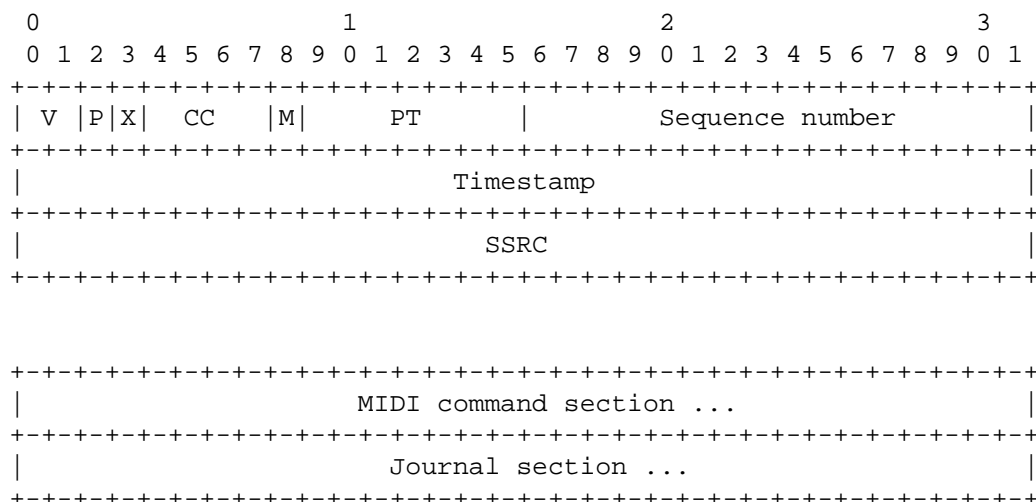 0                   1                   2                   3
 0 1 2 3 4 5 6 7 8 9 0 1 2 3 4 5 6 7 8 9 0 1 2 3 4 5 6 7 8 9 0 1
+-+-+-+-+-+-+-+-+-+-+-+-+-+-+-+-+-+-+-+-+-+-+-+-+-+-+-+-+-+-+-+-+
| V |P|X|  CC   |M|     PT      |        Sequence number        |
+-+-+-+-+-+-+-+-+-+-+-+-+-+-+-+-+-+-+-+-+-+-+-+-+-+-+-+-+-+-+-+-+
|                           Timestamp                           |
+-+-+-+-+-+-+-+-+-+-+-+-+-+-+-+-+-+-+-+-+-+-+-+-+-+-+-+-+-+-+-+-+
|                             SSRC                              |
+-+-+-+-+-+-+-+-+-+-+-+-+-+-+-+-+-+-+-+-+-+-+-+-+-+-+-+-+-+-+-+-+

+-+-+-+-+-+-+-+-+-+-+-+-+-+-+-+-+-+-+-+-+-+-+-+-+-+-+-+-+-+-+-+-+
|                     MIDI command section ...                  |
+-+-+-+-+-+-+-+-+-+-+-+-+-+-+-+-+-+-+-+-+-+-+-+-+-+-+-+-+-+-+-+-+
|                       Journal section ...                     |
+-+-+-+-+-+-+-+-+-+-+-+-+-+-+-+-+-+-+-+-+-+-+-+-+-+-+-+-+-+-+-+-+